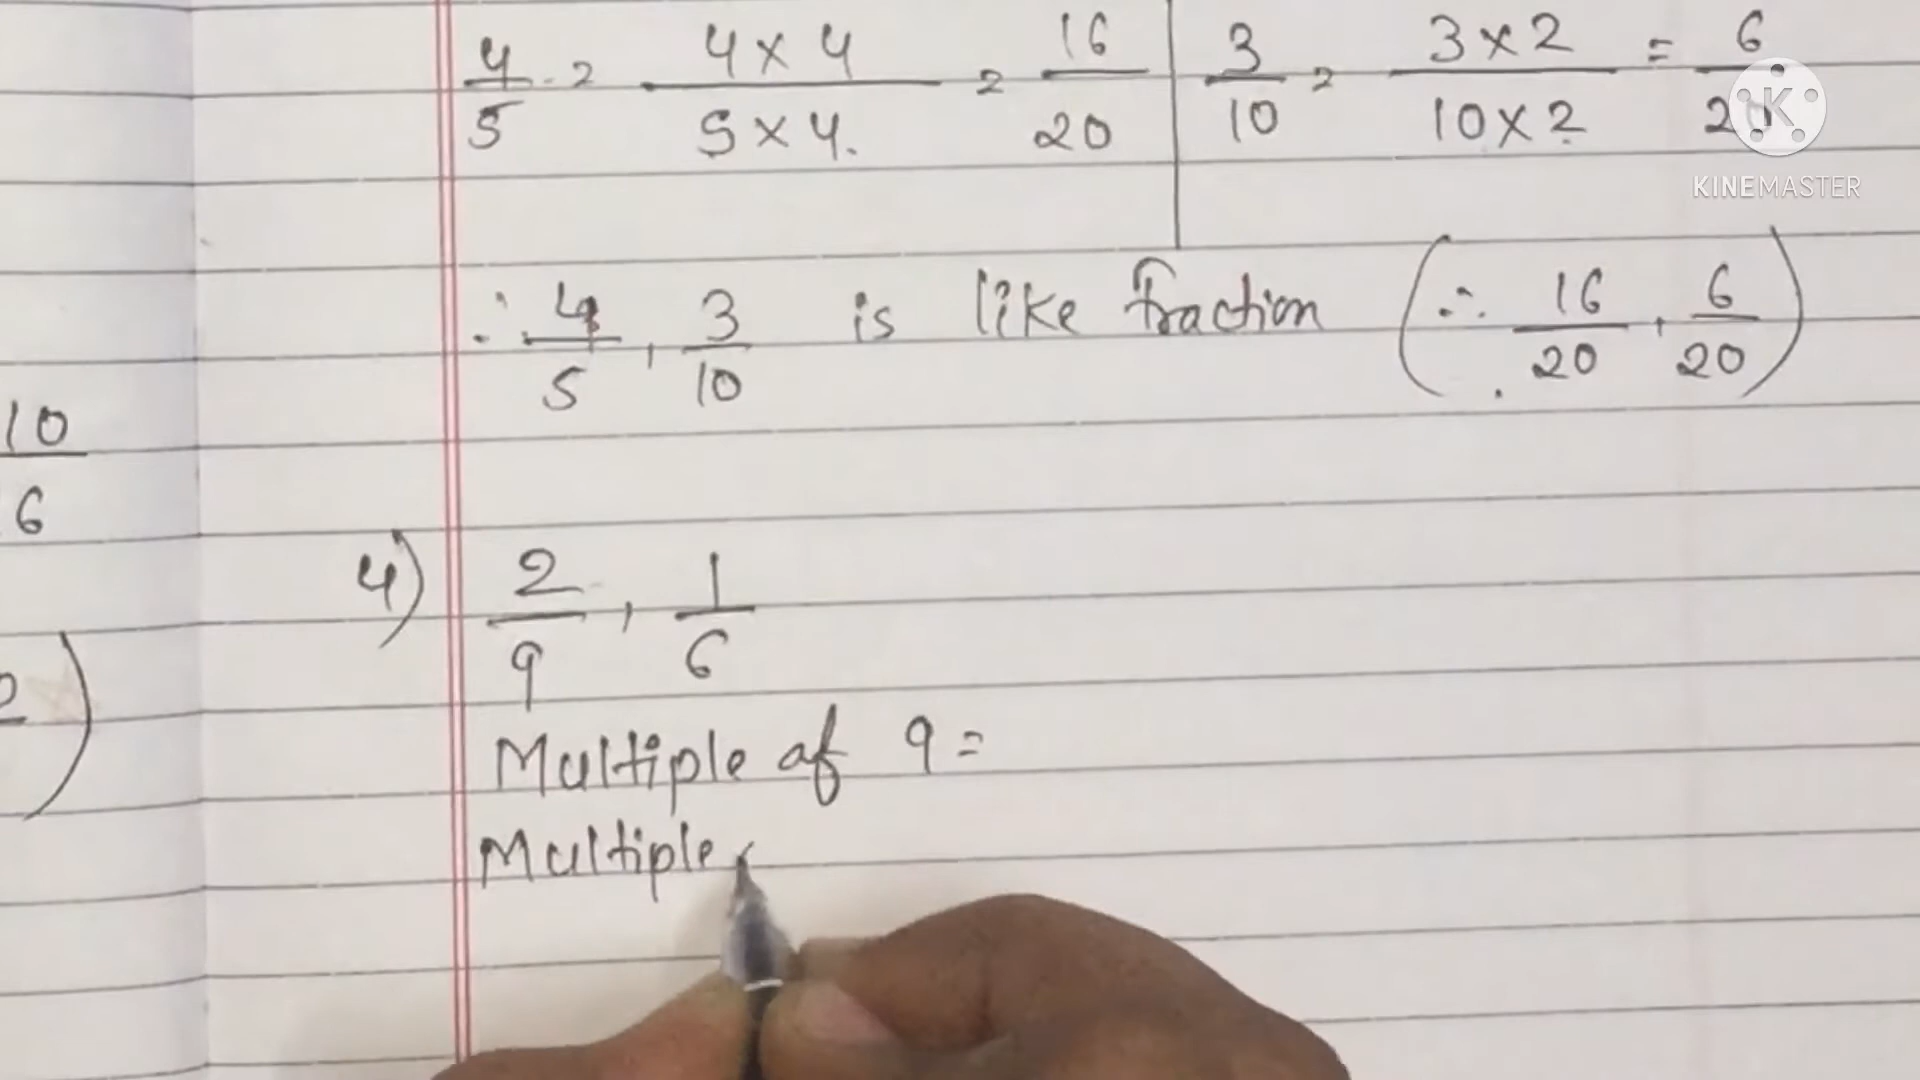 4/5 = 4 x 4 / 5 x 4. = 16/20 | 3/10 = 3 x 2 / 10 x 2 = 6/20
KINEMASTER
∴ 4/5, 3/10 is like fraction (∴ 16/20, 6/20)
10
6
4) 2/9, 1/6
Multiple of 9 =
Multiple